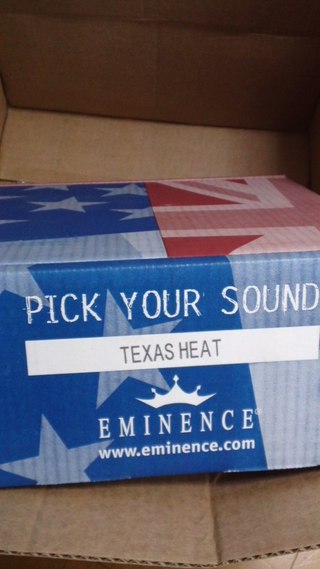 PICK YOUR SOUND
TEXAS HEAT
EMINENCE®
www.eminence.com